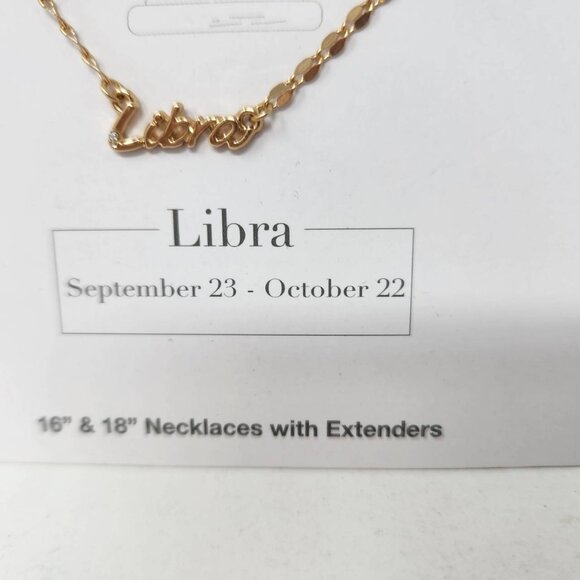 Libra
Libra
September 23 - October 22
16” & 18” Necklaces with Extenders